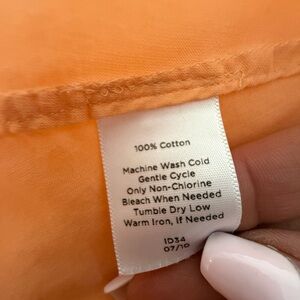 100% Cotton
Machine Wash Cold
Gentle Cycle
Only Non-Chlorine
Bleach When Needed
Tumble Dry Low
Warm Iron, If Needed
ID34
07/10